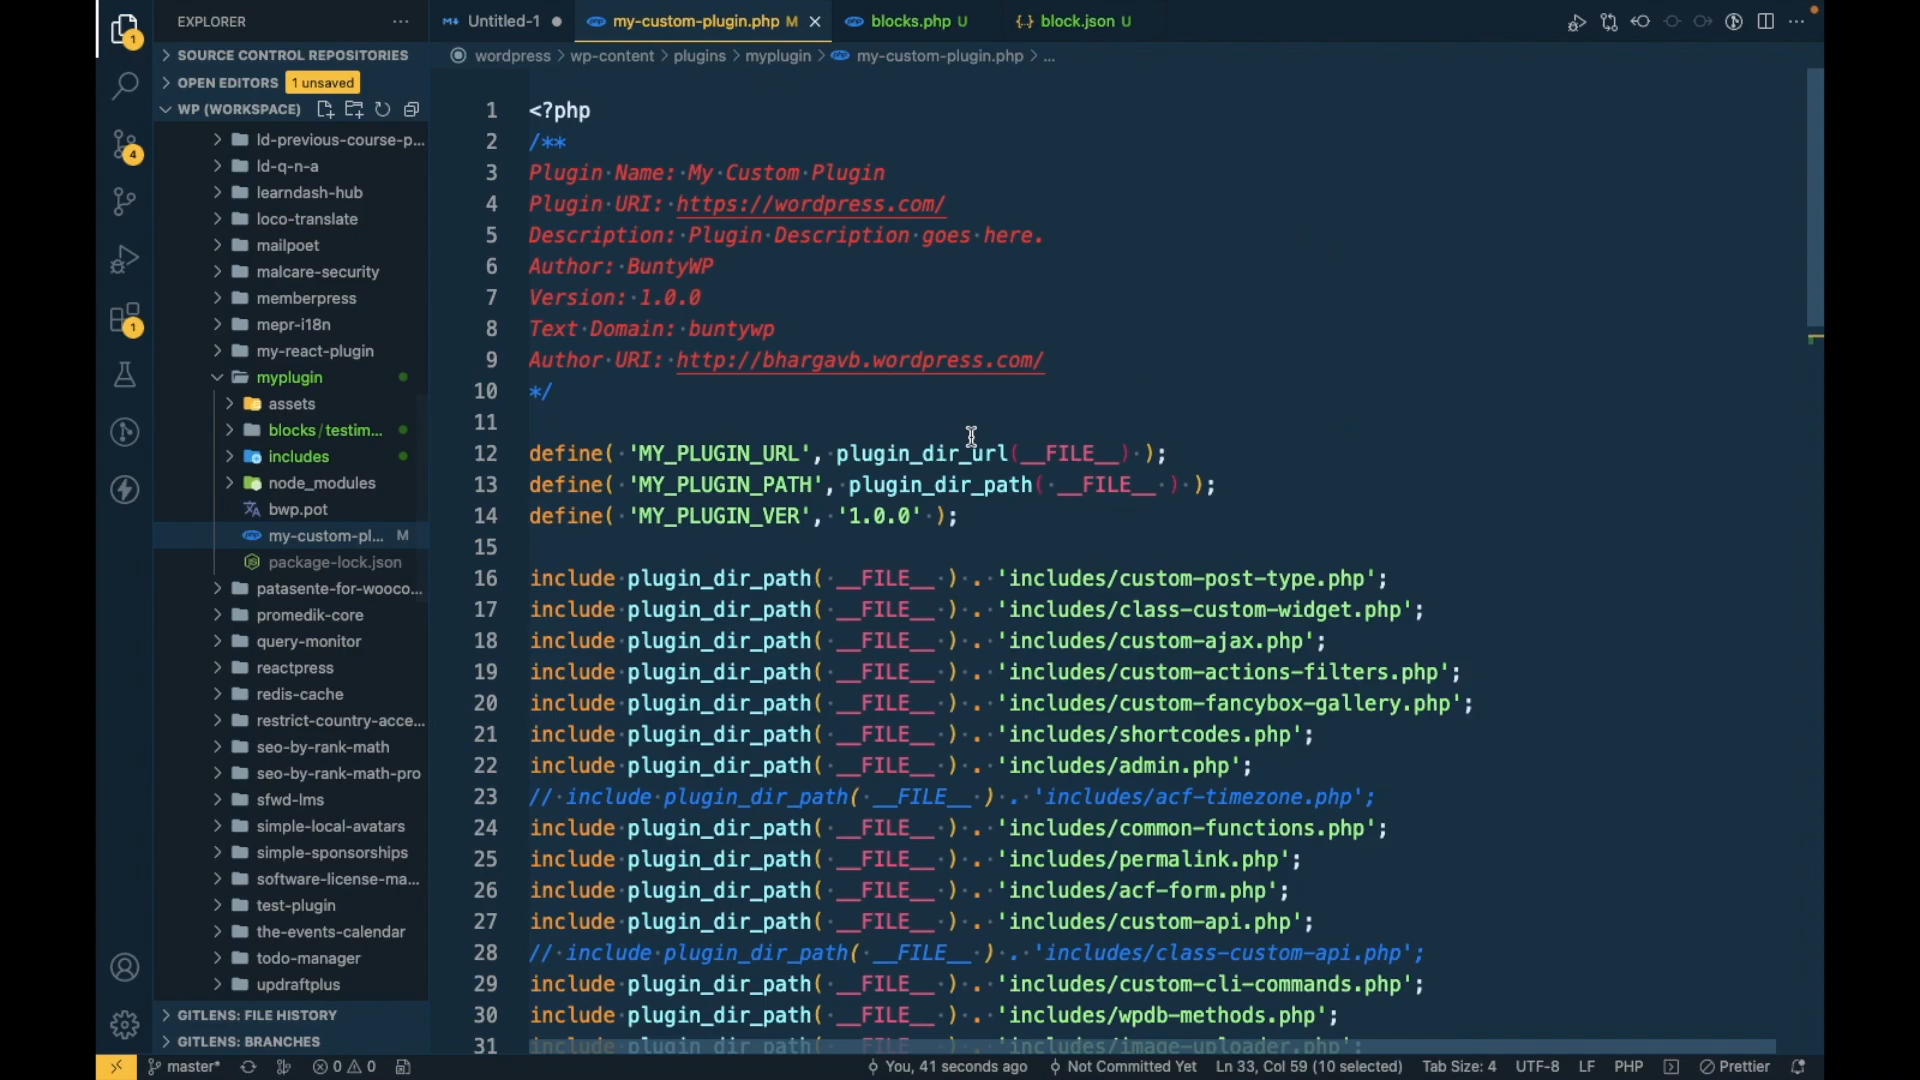 EXPLORER
SOURCE CONTROL REPOSITORIES
OPEN EDITORS 1 unsaved
WP (WORKSPACE)
ld-previous-course-p...
ld-q-n-a
learndash-hub
loco-translate
mailpoet
malcare-security
memberpress
mepr-i18n
my-react-plugin
myplugin
assets
blocks / testim...
includes
node_modules
bwp.pot
my-custom-pl... M
package-lock.json
patasente-for-wooco...
promedik-core
query-monitor
reactpress
redis-cache
restrict-country-acce...
seo-by-rank-math
seo-by-rank-math-pro
sfwd-lms
simple-local-avatars
simple-sponsorships
software-license-ma...
test-plugin
the-events-calendar
todo-manager
updraftplus
GITLENS: FILE HISTORY
GITLENS: BRANCHES
1
4
1
Untitled-1 my-custom-plugin.php M blocks.php U {} block.json U
wordpress > wp-content > plugins > myplugin > my-custom-plugin.php > ...
1 <?php
2 /**
3 Plugin Name: My Custom Plugin
4 Plugin URI: https://wordpress.com/
5 Description: Plugin Description goes here.
6 Author: BuntyWP
7 Version: 1.0.0
8 Text Domain: buntywp
9 Author URI: http://bhargavb.wordpress.com/
10 */
11
12 define( 'MY_PLUGIN_URL', plugin_dir_url(__FILE__) );
13 define( 'MY_PLUGIN_PATH', plugin_dir_path( __FILE__ ) );
14 define( 'MY_PLUGIN_VER', '1.0.0' );
15
16 include plugin_dir_path( __FILE__ ) . 'includes/custom-post-type.php';
17 include plugin_dir_path( __FILE__ ) . 'includes/class-custom-widget.php';
18 include plugin_dir_path( __FILE__ ) . 'includes/custom-ajax.php';
19 include plugin_dir_path( __FILE__ ) . 'includes/custom-actions-filters.php';
20 include plugin_dir_path( __FILE__ ) . 'includes/custom-fancybox-gallery.php';
21 include plugin_dir_path( __FILE__ ) . 'includes/shortcodes.php';
22 include plugin_dir_path( __FILE__ ) . 'includes/admin.php';
23 // include plugin_dir_path( __FILE__ ) . 'includes/acf-timezone.php';
24 include plugin_dir_path( __FILE__ ) . 'includes/common-functions.php';
25 include plugin_dir_path( __FILE__ ) . 'includes/permalink.php';
26 include plugin_dir_path( __FILE__ ) . 'includes/acf-form.php';
27 include plugin_dir_path( __FILE__ ) . 'includes/custom-api.php';
28 // include plugin_dir_path( __FILE__ ) . 'includes/class-custom-api.php';
29 include plugin_dir_path( __FILE__ ) . 'includes/custom-cli-commands.php';
30 include plugin_dir_path( __FILE__ ) . 'includes/wpdb-methods.php';
31 include plugin_dir_path( __FILE__ ) . 'includes/image-uploader.php';
master* 0 0 You, 41 seconds ago Not Committed Yet Ln 33, Col 59 (10 selected) Tab Size: 4 UTF-8 LF PHP Prettier